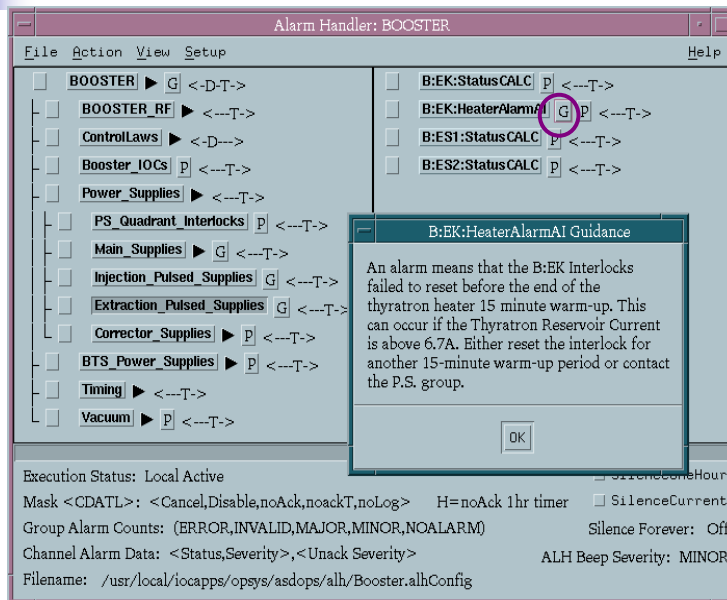 Alarm Handler: BOOSTER
File Action View Setup Help
BOOSTER G <-D-T->
BOOSTER_RF <---T->
ControlLaws <-D--->
Booster_IOCs P <---T->
Power_Supplies <---T->
PS_Quadrant_Interlocks P <---T->
Main_Supplies G <---T->
Injection_Pulsed_Supplies G <---T->
Extraction_Pulsed_Supplies G <---T->
Corrector_Supplies P <---T->
BTS_Power_Supplies P <---T->
Timing <---T->
Vacuum P <---T->
B:EK:StatusCALC P <---T->
B:EK:HeaterAlarmAI G P <---T->
B:ES1:StatusCALC P <---T->
B:ES2:StatusCALC P <---T->
B:EK:HeaterAlarmAI Guidance
An alarm means that the B:EK Interlocks
failed to reset before the end of the
thyratron heater 15 minute warm-up. This
can occur if the Thyratron Reservoir Current
is above 6.7A. Either reset the interlock for
another 15-minute warm-up period or contact
the P.S. group.
OK
Execution Status: Local Active SilenceOneHour
Mask <CDATL>: <Cancel,Disable,noAck,noackT,noLog> H=noAck 1hr timer SilenceCurrent
Group Alarm Counts: (ERROR,INVALID,MAJOR,MINOR,NOALARM) Silence Forever: Off
Channel Alarm Data: <Status,Severity>,<Unack Severity> ALH Beep Severity: MINOR
Filename: /usr/local/iocapps/opsys/asdops/alh/Booster.alhConfig